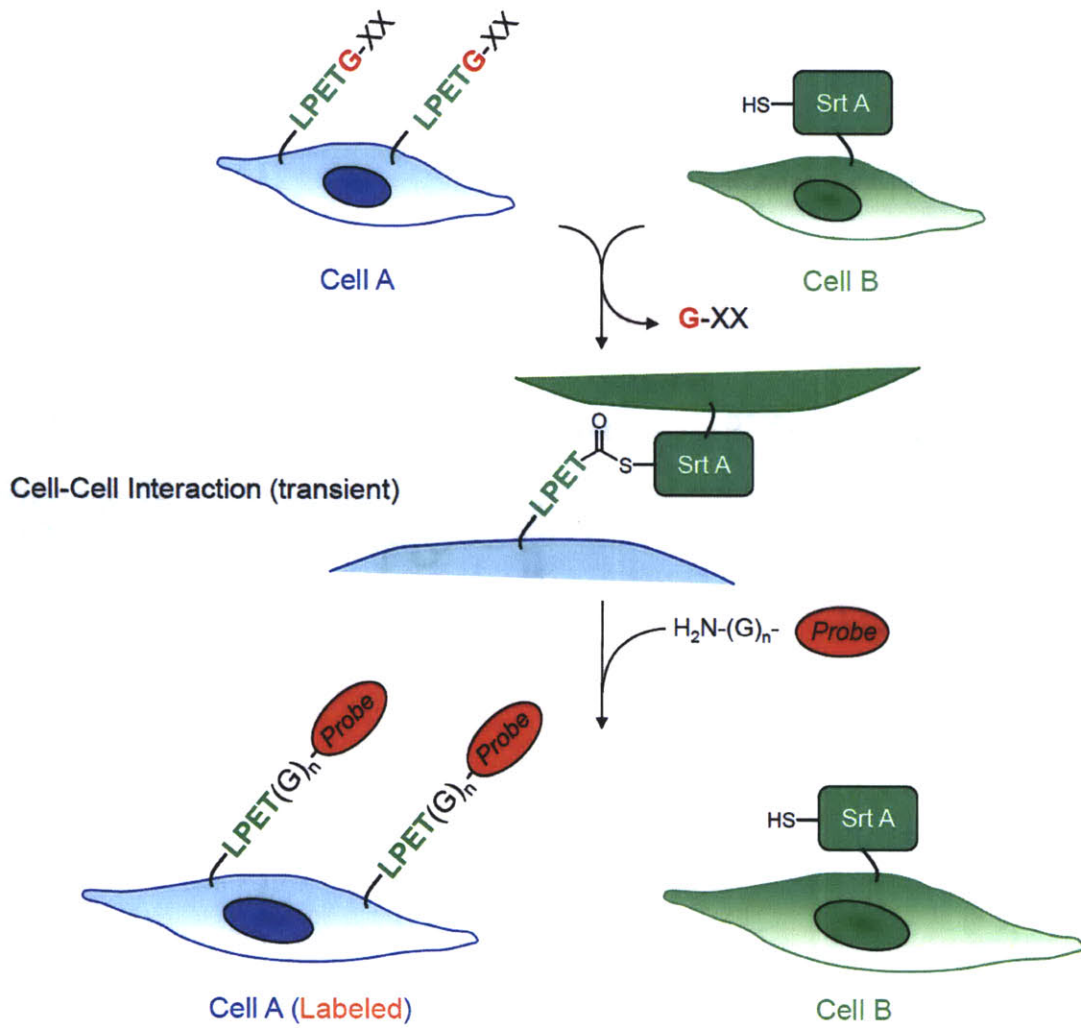 LPETG-XX
LPETG-XX
HS
Srt A
Cell A
Cell B
G-XX
O
S
Srt A
LPET
Cell-Cell Interaction (transient)
H₂N-(G)ₙ-
Probe
LPET(G)ₙ
Probe
LPET(G)ₙ
Probe
HS
Srt A
Cell A (Labeled)
Cell B